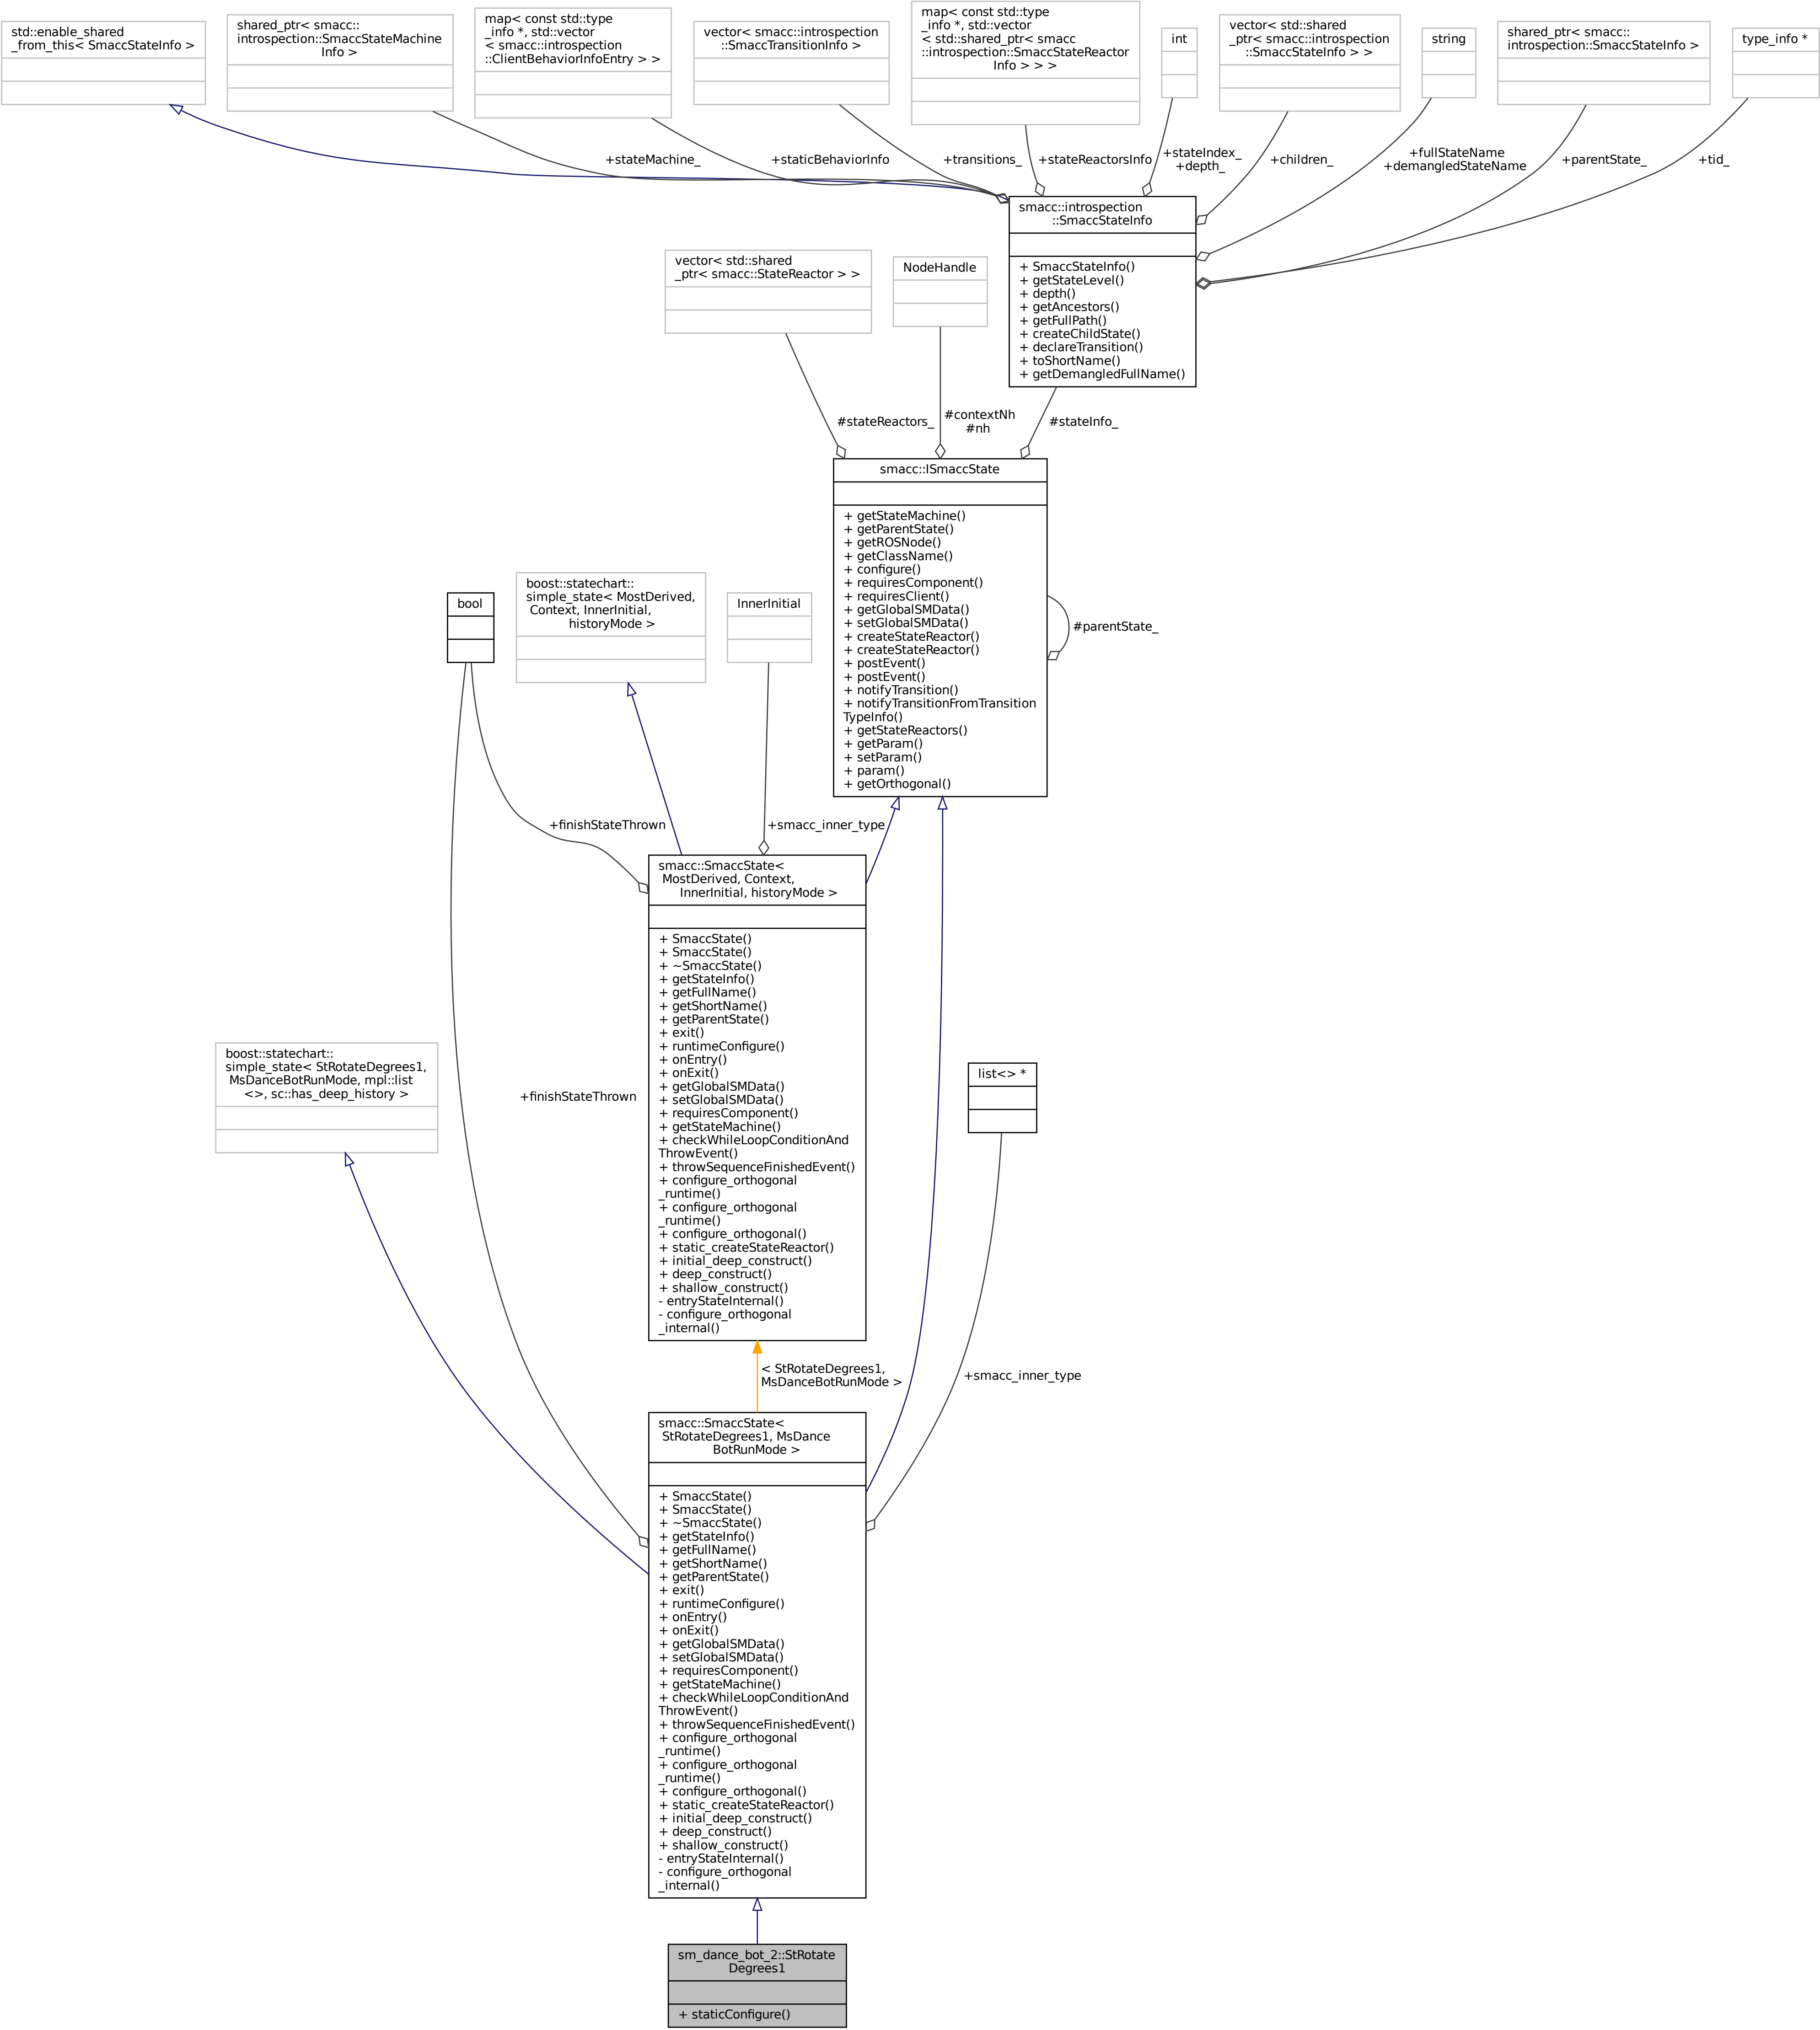 std::enable_shared
_from_this< SmaccStateInfo >
shared_ptr< smacc::
introspection::SmaccStateMachine
Info >
map< const std::type
_info *, std::vector
< smacc::introspection
::ClientBehaviorInfoEntry > >
vector< smacc::introspection
::SmaccTransitionInfo >
map< const std::type
_info *, std::vector
< std::shared_ptr< smacc
::introspection::SmaccStateReactor
Info > > >
int
vector< std::shared
_ptr< smacc::introspection
::SmaccStateInfo > >
string
shared_ptr< smacc::
introspection::SmaccStateInfo >
type_info *
+stateMachine_
+staticBehaviorInfo
+transitions_
+stateReactorsInfo
+stateIndex_
+depth_
+children_
+fullStateName
+demangledStateName
+parentState_
+tid_
smacc::introspection
::SmaccStateInfo
+ SmaccStateInfo()
+ getStateLevel()
+ depth()
+ getAncestors()
+ getFullPath()
+ createChildState()
+ declareTransition()
+ toShortName()
+ getDemangledFullName()
vector< std::shared
_ptr< smacc::StateReactor > >
NodeHandle
#stateReactors_
#contextNh
#nh
#stateInfo_
smacc::ISmaccState
+ getStateMachine()
+ getParentState()
+ getROSNode()
+ getClassName()
+ configure()
+ requiresComponent()
+ requiresClient()
+ getGlobalSMData()
+ setGlobalSMData()
+ createStateReactor()
+ createStateReactor()
+ postEvent()
+ postEvent()
+ notifyTransition()
+ notifyTransitionFromTransition
TypeInfo()
+ getStateReactors()
+ getParam()
+ setParam()
+ param()
+ getOrthogonal()
#parentState_
bool
boost::statechart::
simple_state< MostDerived,
Context, InnerInitial,
historyMode >
InnerInitial
+finishStateThrown
+smacc_inner_type
smacc::SmaccState<
MostDerived, Context,
InnerInitial, historyMode >
+ SmaccState()
+ SmaccState()
+ ~SmaccState()
+ getStateInfo()
+ getFullName()
+ getShortName()
+ getParentState()
+ exit()
+ runtimeConfigure()
+ onEntry()
+ onExit()
+ getGlobalSMData()
+ setGlobalSMData()
+ requiresComponent()
+ getStateMachine()
+ checkWhileLoopConditionAnd
ThrowEvent()
+ throwSequenceFinishedEvent()
+ configure_orthogonal
_runtime()
+ configure_orthogonal
_runtime()
+ configure_orthogonal()
+ static_createStateReactor()
+ initial_deep_construct()
+ deep_construct()
+ shallow_construct()
- entryStateInternal()
- configure_orthogonal
_internal()
boost::statechart::
simple_state< StRotateDegrees1,
MsDanceBotRunMode, mpl::list
<>, sc::has_deep_history >
+finishStateThrown
list<> *
< StRotateDegrees1,
MsDanceBotRunMode >
+smacc_inner_type
smacc::SmaccState<
StRotateDegrees1, MsDance
BotRunMode >
+ SmaccState()
+ SmaccState()
+ ~SmaccState()
+ getStateInfo()
+ getFullName()
+ getShortName()
+ getParentState()
+ exit()
+ runtimeConfigure()
+ onEntry()
+ onExit()
+ getGlobalSMData()
+ setGlobalSMData()
+ requiresComponent()
+ getStateMachine()
+ checkWhileLoopConditionAnd
ThrowEvent()
+ throwSequenceFinishedEvent()
+ configure_orthogonal
_runtime()
+ configure_orthogonal
_runtime()
+ configure_orthogonal()
+ static_createStateReactor()
+ initial_deep_construct()
+ deep_construct()
+ shallow_construct()
- entryStateInternal()
- configure_orthogonal
_internal()
sm_dance_bot_2::StRotate
Degrees1
+ staticConfigure()